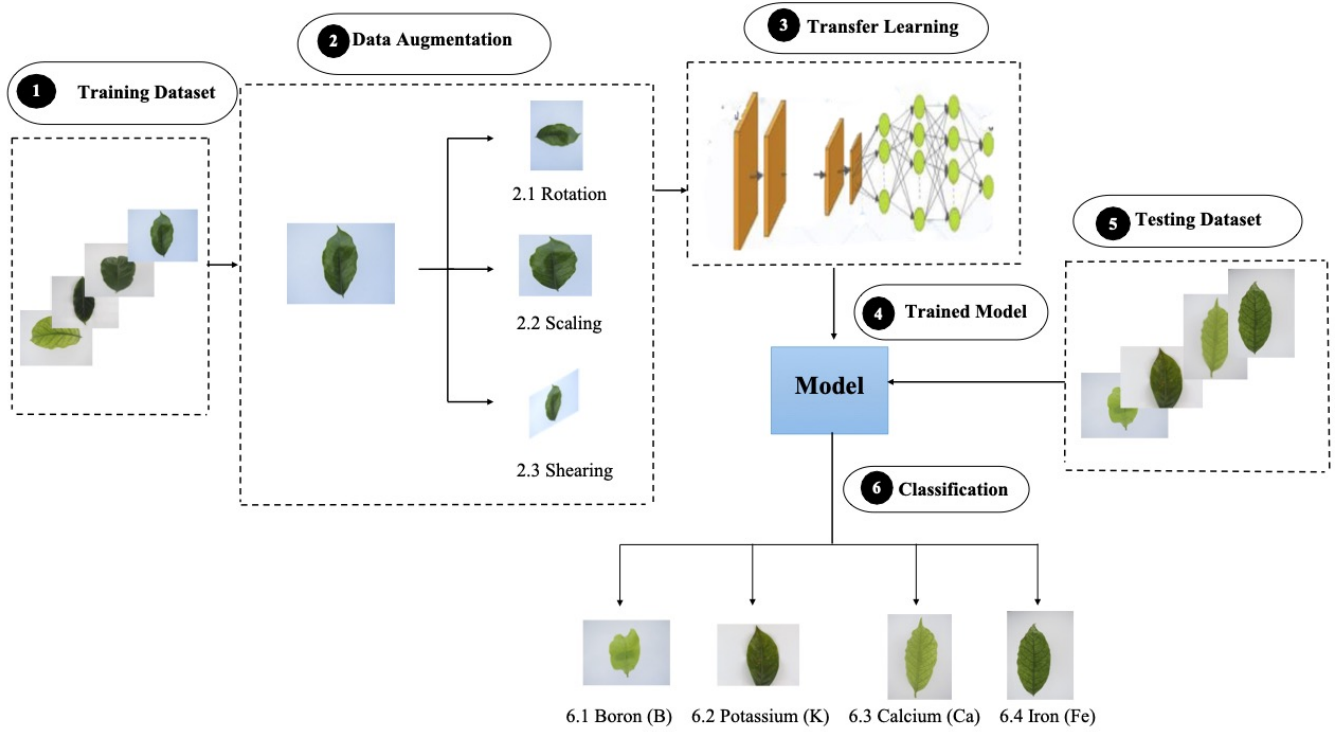 1 Training Dataset
2 Data Augmentation
2.1 Rotation
2.2 Scaling
2.3 Shearing
3 Transfer Learning
4 Trained Model
Model
5 Testing Dataset
6 Classification
6.1 Boron (B)
6.2 Potassium (K)
6.3 Calcium (Ca)
6.4 Iron (Fe)